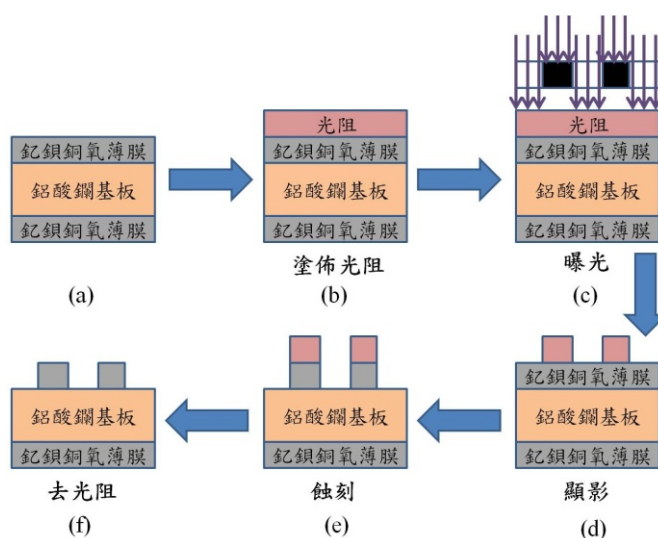 釔鋇銅氧薄膜
鋁酸鑭基板
釔鋇銅氧薄膜
(a)
光阻
釔鋇銅氧薄膜
鋁酸鑭基板
釔鋇銅氧薄膜
塗佈光阻
(b)
光阻
釔鋇銅氧薄膜
鋁酸鑭基板
釔鋇銅氧薄膜
曝光
(c)
釔鋇銅氧薄膜
鋁酸鑭基板
釔鋇銅氧薄膜
顯影
(d)
鋁酸鑭基板
釔鋇銅氧薄膜
蝕刻
(e)
鋁酸鑭基板
釔鋇銅氧薄膜
去光阻
(f)